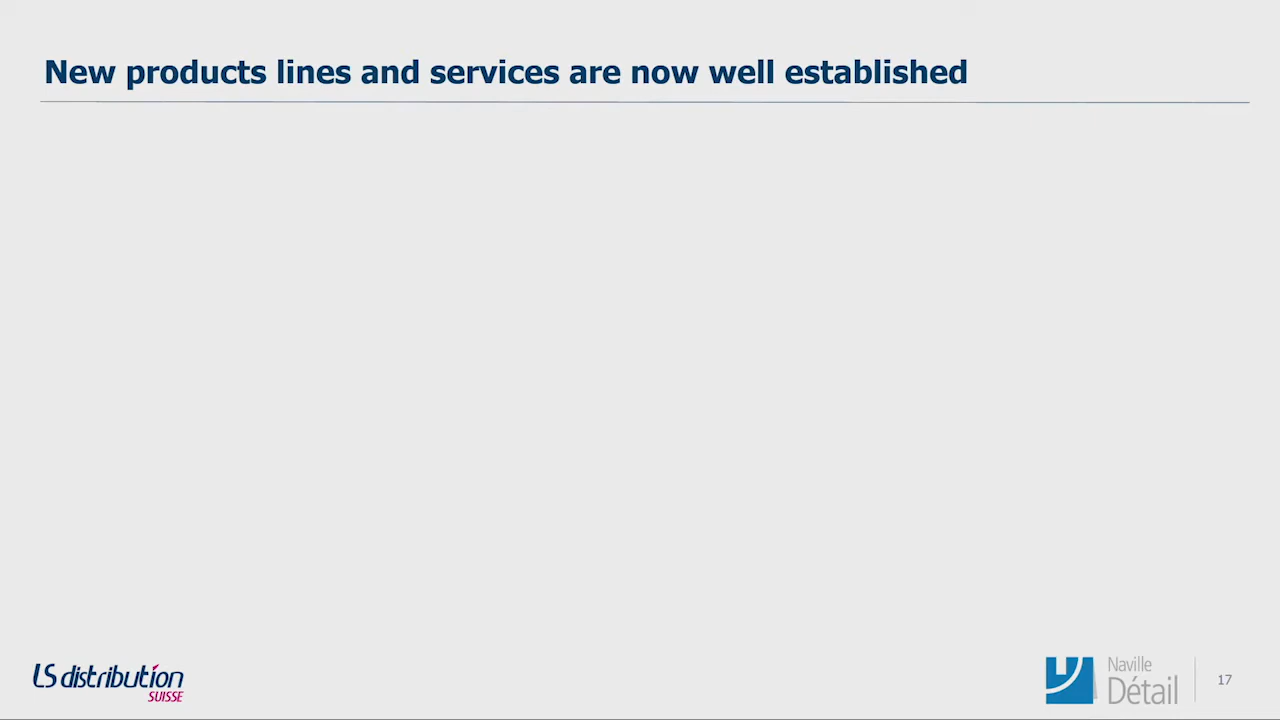 New products lines and services are now well established
LS distribution
SUISSE
Naville
Détail
17